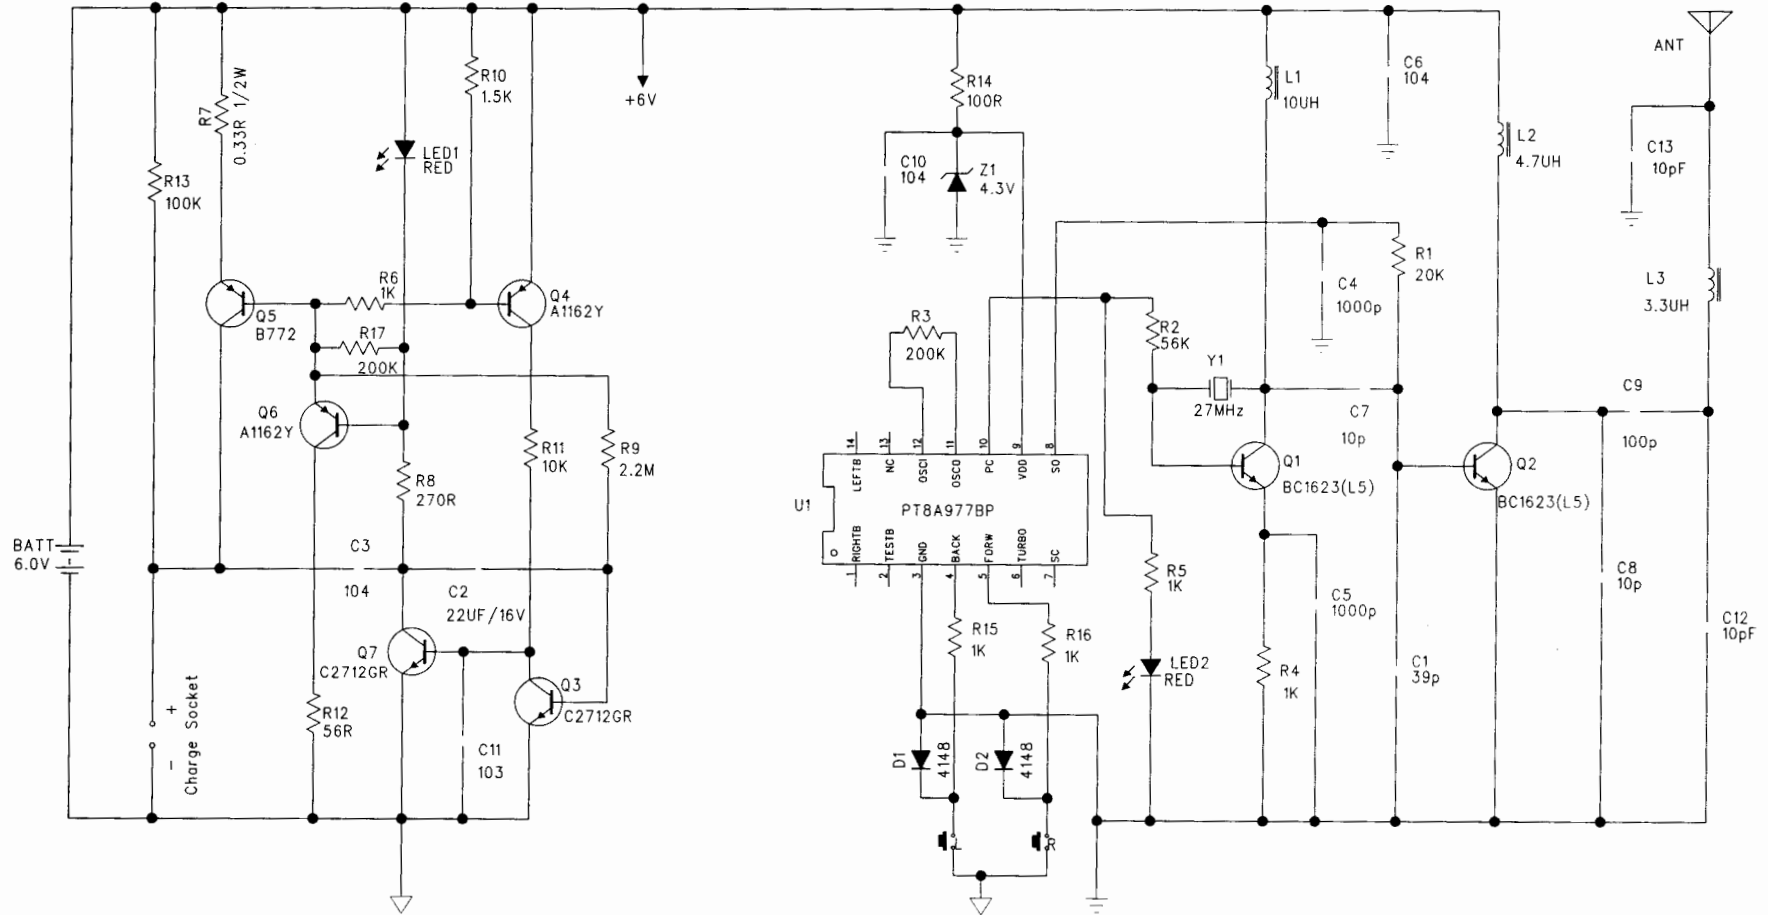 R7
0.33R 1/2W
R10
1.5K
+6V
R14
100R
L1
10UH
C6
104
ANT
L2
4.7UH
C13
10pF
LED1
RED
R13
100K
C10
104
Z1
4.3V
R1
20K
L3
3.3UH
R6
1K
Q4
A1162Y
Q5
B772
R17
200K
R3
200K
C4
1000p
R2
56K
Y1
27MHz
C7
10p
C9
100p
Q6
A1162Y
R11
10K
R9
2.2M
R8
270R
14
13
12
11
10
9
8
LEFTB
NC
OSCI
OSCO
PC
VDD
SO
U1
PT8A977BP
RIGHTB
TESTB
GND
BACK
FORW
TURBO
SC
1
2
3
4
5
6
7
Q1
BC1623(L5)
Q2
BC1623(L5)
BATT
6.0V
C3
104
C2
22UF/16V
R5
1K
C5
1000p
C8
10p
C12
10pF
R15
1K
R16
1K
Q7
C2712GR
Q3
C2712GR
LED2
RED
R4
1K
C1
39p
+
-
Charge Socket
R12
56R
C11
103
D1
4148
D2
4148
L
R